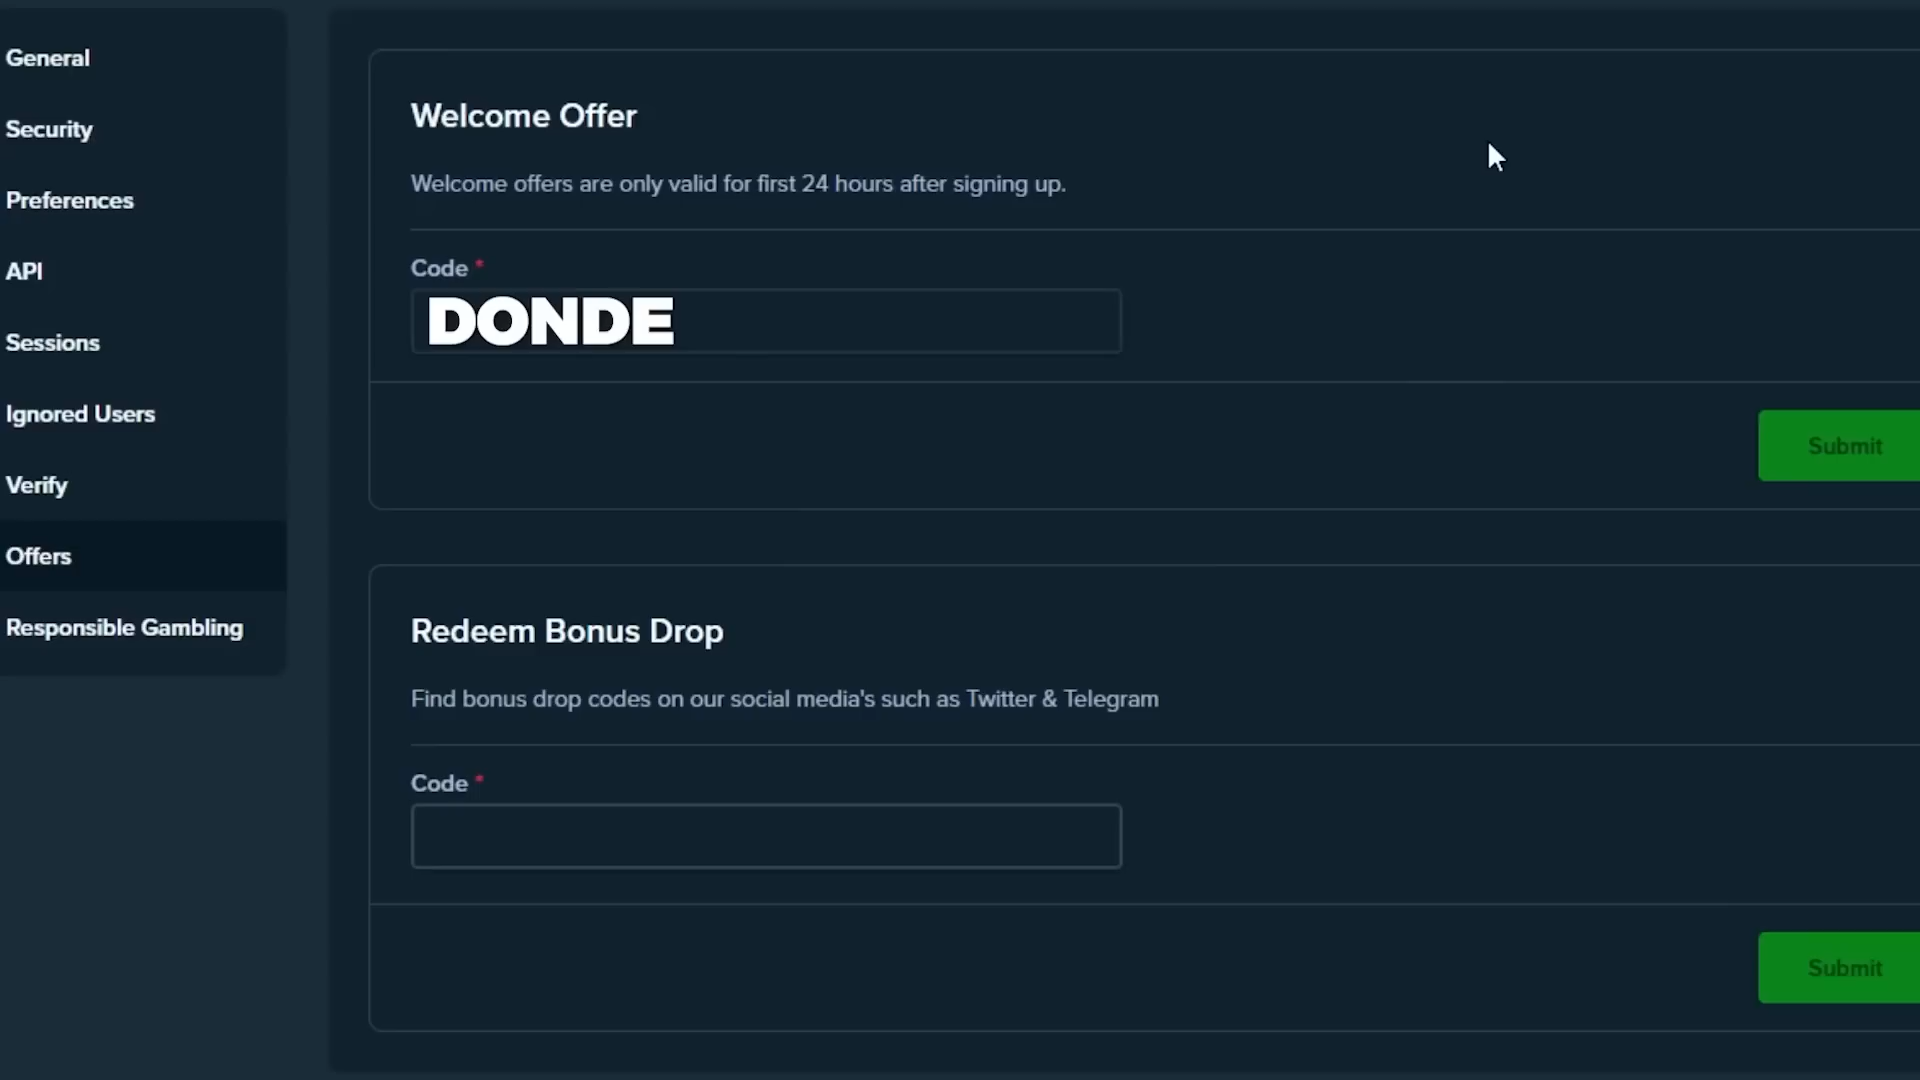 General
Security
Preferences
API
Sessions
Ignored Users
Verify
Offers
Responsible Gambling
Welcome Offer
Welcome offers are only valid for first 24 hours after signing up.
Code *
DONDE
Submit
Redeem Bonus Drop
Find bonus drop codes on our social media's such as Twitter & Telegram
Code *
Submit